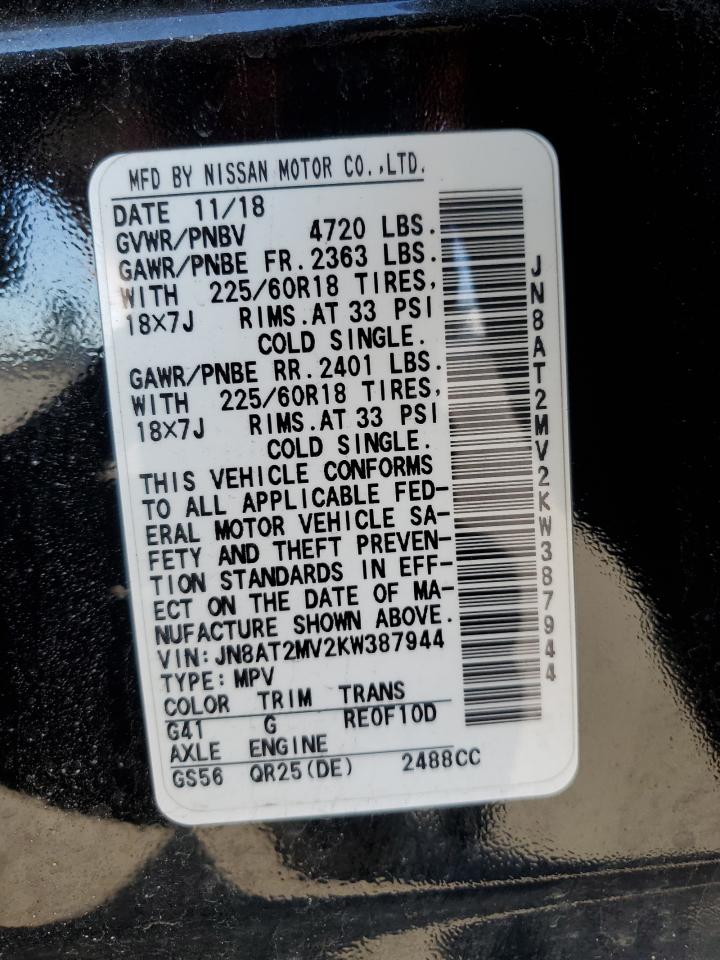 MFD BY NISSAN MOTOR CO.,LTD.
DATE 11/18
GVWR/PNBV 4720 LBS.
GAWR/PNBE FR.2363 LBS.
WITH 225/60R18 TIRES,
18X7J RIMS.AT 33 PSI
COLD SINGLE.
GAWR/PNBE RR.2401 LBS.
WITH 225/60R18 TIRES,
18X7J RIMS.AT 33 PSI
COLD SINGLE.
THIS VEHICLE CONFORMS
TO ALL APPLICABLE FED-
ERAL MOTOR VEHICLE SA-
FETY AND THEFT PREVEN-
TION STANDARDS IN EFF-
ECT ON THE DATE OF MA-
NUFACTURE SHOWN ABOVE.
VIN:JN8AT2MV2KW387944
TYPE:MPV
COLOR TRIM TRANS
G41 G RE0F10D
AXLE ENGINE
GS56 QR25(DE) 2488CC
JN8AT2MV2KW387944